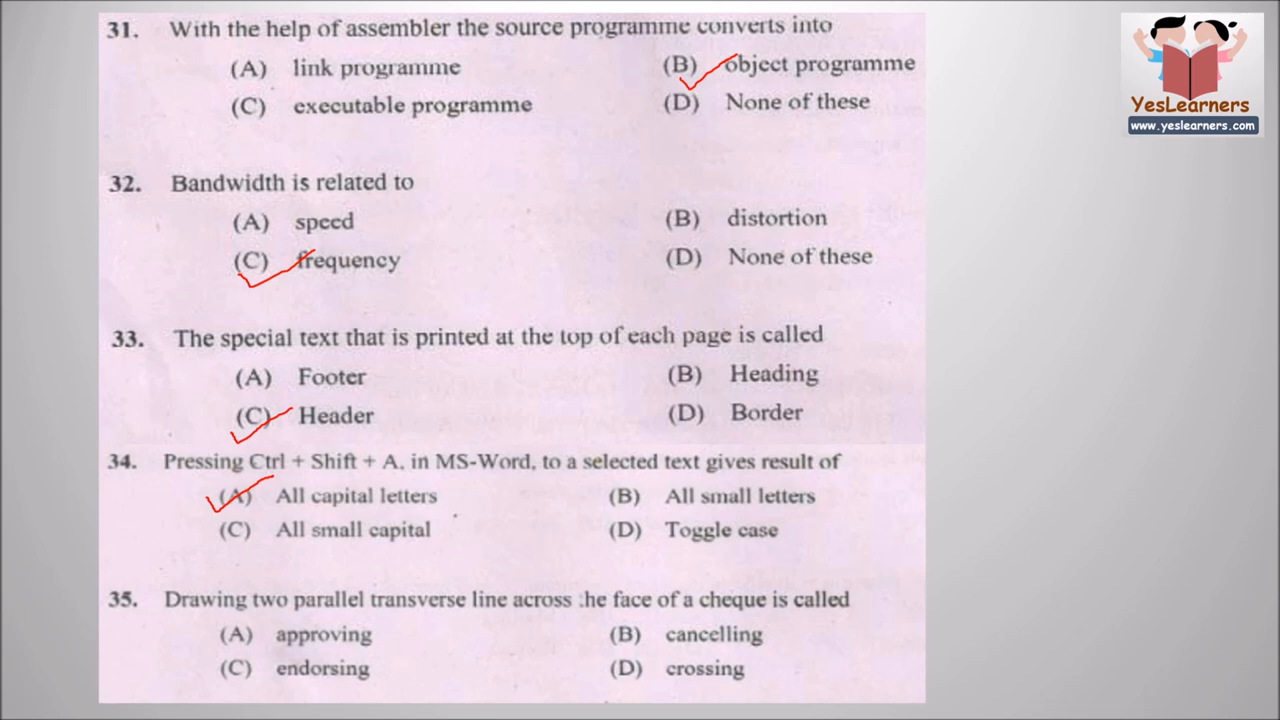 31. With the help of assembler the source programme converts into
(A) link programme (B) object programme
(C) executable programme (D) None of these
32. Bandwidth is related to
(A) speed (B) distortion
(C) frequency (D) None of these
33. The special text that is printed at the top of each page is called
(A) Footer (B) Heading
(C) Header (D) Border
34. Pressing Ctrl + Shift + A, in MS-Word, to a selected text gives result of
(A) All capital letters (B) All small letters
(C) All small capital (D) Toggle case
35. Drawing two parallel transverse line across the face of a cheque is called
(A) approving (B) cancelling
(C) endorsing (D) crossing
YesLearners
www.yeslearners.com